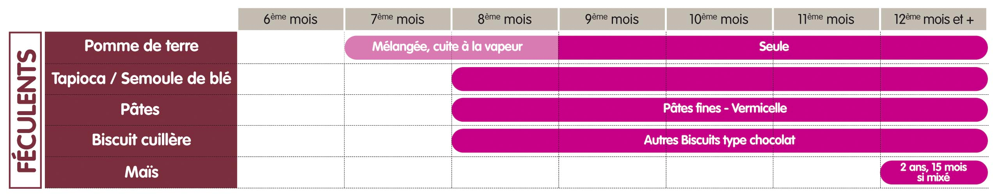 6ème mois 7ème mois 8ème mois 9ème mois 10ème mois 11ème mois 12ème mois et +
FÉCULENTS
Pomme de terre Mélangée, cuite à la vapeur Seule
Tapioca / Semoule de blé
Pâtes Pâtes fines - Vermicelle
Biscuit cuillère Autres Biscuits type chocolat
Maïs 2 ans, 15 mois
si mixé